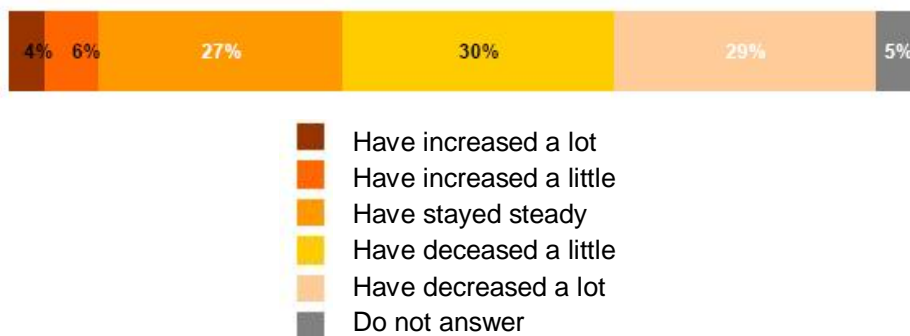 4% 6% 27% 30% 29% 5%
Have increased a lot
Have increased a little
Have stayed steady
Have deceased a little
Have decreased a lot
Do not answer